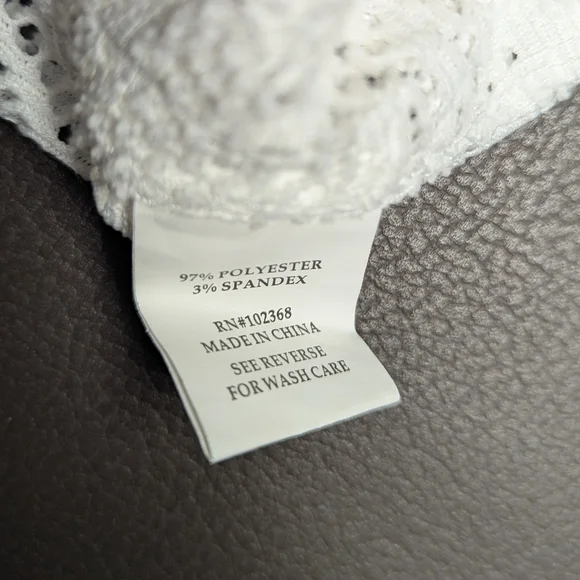 97% POLYESTER
3% SPANDEX
RN#102368
MADE IN CHINA
SEE REVERSE
FOR WASH CARE